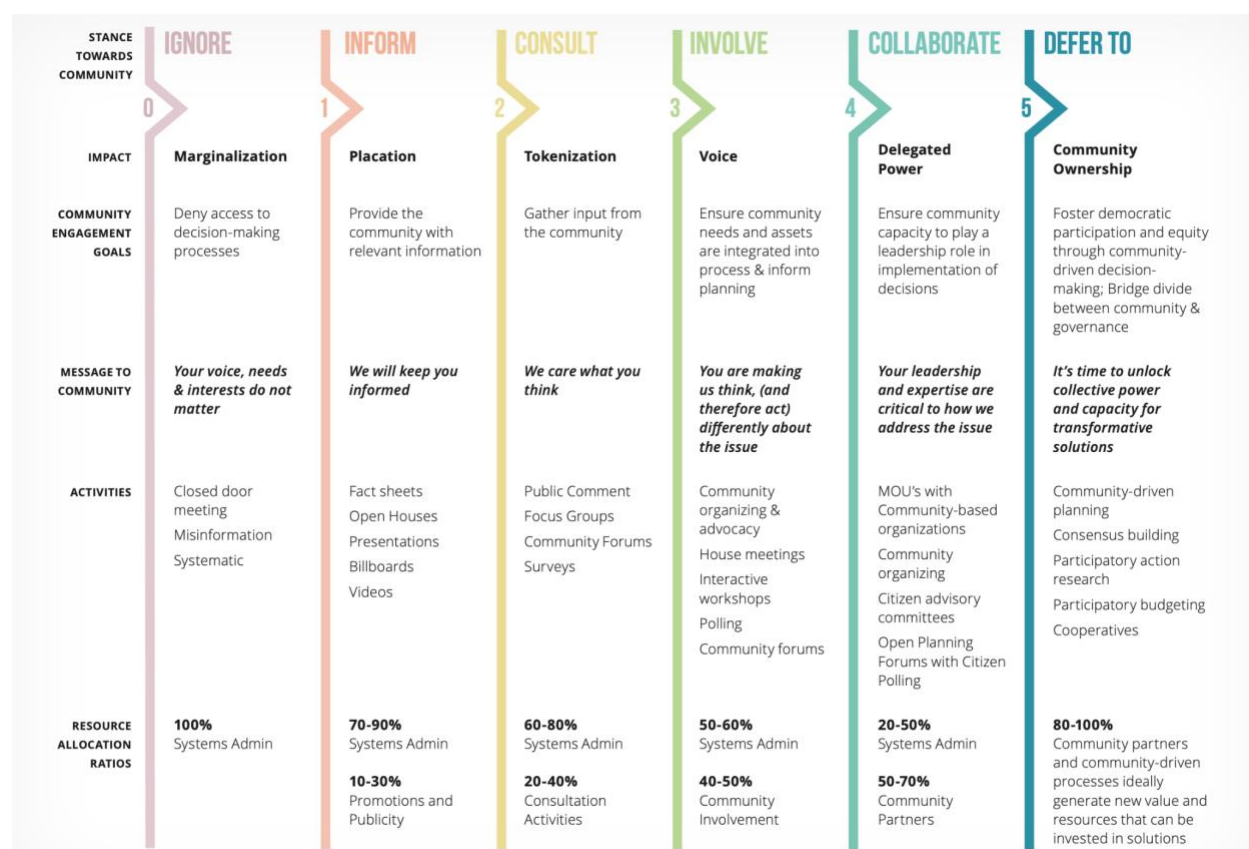 STANCE
TOWARDS
COMMUNITY
IGNORE
INFORM
CONSULT
INVOLVE
COLLABORATE
DEFER TO
0
1
2
3
4
5
IMPACT
Marginalization
Placation
Tokenization
Voice
Delegated
Power
Community
Ownership
COMMUNITY
ENGAGEMENT
GOALS
Deny access to
decision-making
processes
Provide the
community with
relevant information
Gather input from
the community
Ensure community
needs and assets
are integrated into
process & inform
planning
Ensure community
capacity to play a
leadership role in
implementation of
decisions
Foster democratic
participation and equity
through community-
driven decision-
making; Bridge divide
between community &
governance
MESSAGE TO
COMMUNITY
Your voice, needs
& interests do not
matter
We will keep you
informed
We care what you
think
You are making
us think, (and
therefore act)
differently about
the issue
Your leadership
and expertise are
critical to how we
address the issue
It's time to unlock
collective power
and capacity for
transformative
solutions
ACTIVITIES
Closed door
meeting
Misinformation
Systematic
Fact sheets
Open Houses
Presentations
Billboards
Videos
Public Comment
Focus Groups
Community Forums
Surveys
Community
organizing &
advocacy
House meetings
Interactive
workshops
Polling
Community forums
MOU's with
Community-based
organizations
Community
organizing
Citizen advisory
committees
Open Planning
Forums with Citizen
Polling
Community-driven
planning
Consensus building
Participatory action
research
Participatory budgeting
Cooperatives
RESOURCE
ALLOCATION
RATIOS
100%
Systems Admin
70-90%
Systems Admin
10-30%
Promotions and
Publicity
60-80%
Systems Admin
20-40%
Consultation
Activities
50-60%
Systems Admin
40-50%
Community
Involvement
20-50%
Systems Admin
50-70%
Community
Partners
80-100%
Community partners
and community-driven
processes ideally
generate new value and
resources that can be
invested in solutions